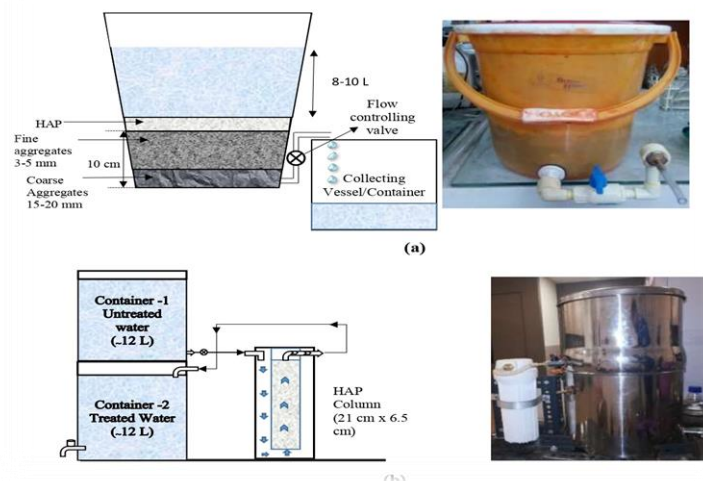 8-10 L
HAP
Fine
aggregates
3-5 mm
10 cm
Coarse
Aggregates
15-20 mm
Flow
controlling
valve
Collecting
Vessel/Container
(a)
Container -1
Untreated
water
(~12 L)
Container -2
Treated Water
(~12 L)
HAP
Column
(21 cm x 6.5
cm)
(b)